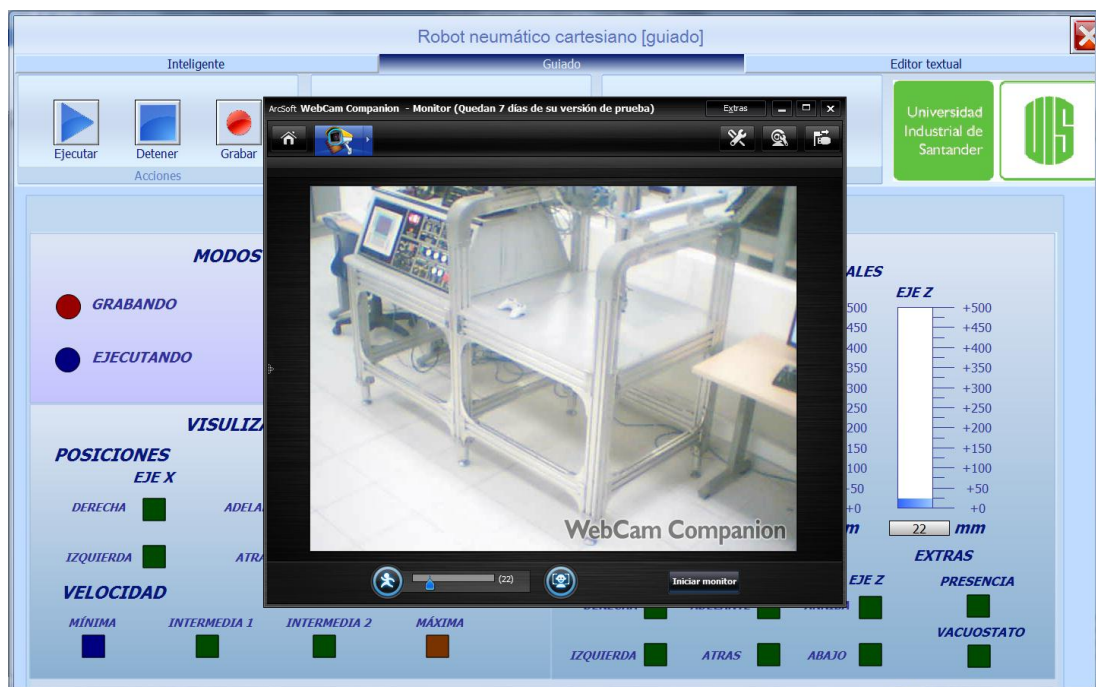 Robot neumático cartesiano [guiado]
Inteligente
Guiado
Editor textual
Ejecutar
Detener
Grabar
Acciones
Universidad
Industrial de
Santander
ArcSoft WebCam Companion - Monitor (Quedan 7 días de su versión de prueba)
Extras
WebCam Companion
(22)
Iniciar monitor
MODOS
GRABANDO
EJECUTANDO
VISULIZA
POSICIONES
EJE X
DERECHA
ADELA
IZQUIERDA
ATRA
VELOCIDAD
MÍNIMA
INTERMEDIA 1
INTERMEDIA 2
MÁXIMA
ALES
EJE Z
500 +500
450 +450
400 +400
350 +350
300 +300
250 +250
200 +200
150 +150
100 +100
50 +50
+0 +0
m 22 mm
EXTRAS
EJE Z
PRESENCIA
DERECHA
ADELANTE
ARRIBA
VACUOSTATO
IZQUIERDA
ATRAS
ABAJO